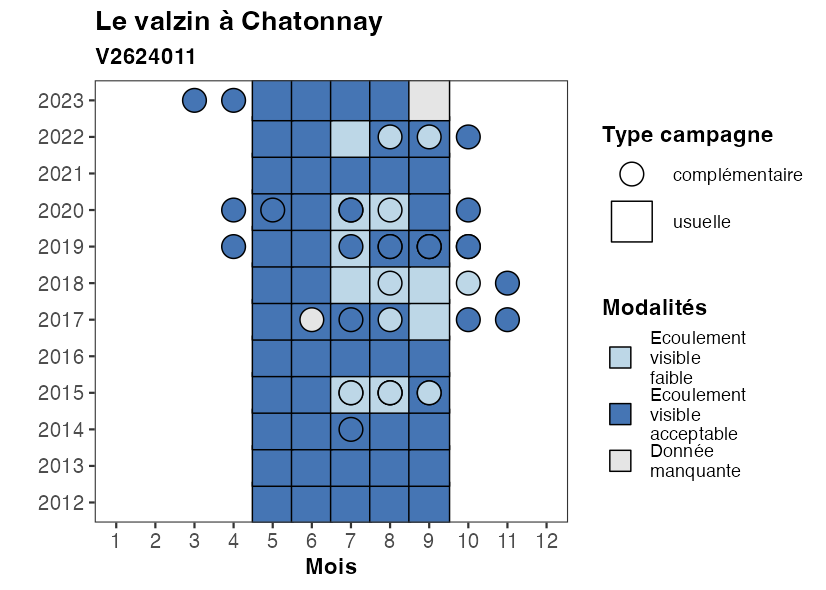 Le valzin à Chatonnay
V2624011
2023
2022
2021
2020
2019
2018
2017
2016
2015
2014
2013
2012
1 2 3 4 5 6 7 8 9 10 11 12
Mois
Type campagne
complémentaire
usuelle
Modalités
Ecoulement
visible
faible
Ecoulement
visible
acceptable
Donnée
manquante